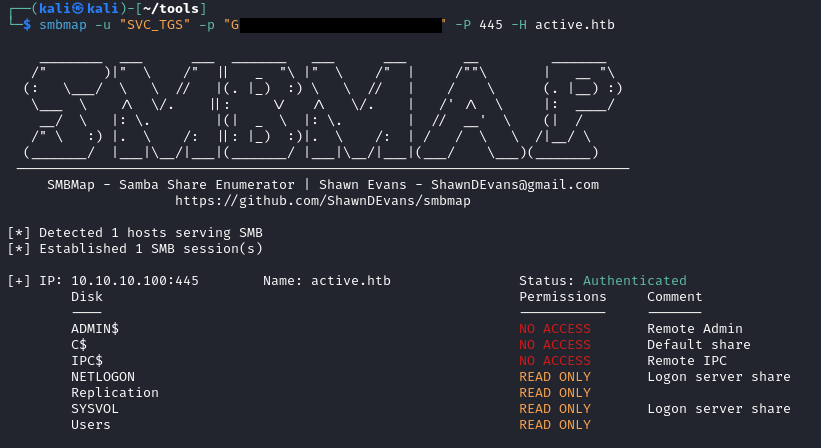 ┌──(kali㉿kali)-[~/tools]
└─$ smbmap -u "SVC_TGS" -p "G" -P 445 -H active.htb
SMBMAP
SMBMap - Samba Share Enumerator | Shawn Evans - ShawnDEvans@gmail.com
https://github.com/ShawnDEvans/smbmap
[*] Detected 1 hosts serving SMB
[*] Established 1 SMB session(s)
[+] IP: 10.10.10.100:445 Name: active.htb Status: Authenticated
Disk Permissions Comment
---- ----------- -------
ADMIN$ NO ACCESS Remote Admin
C$ NO ACCESS Default share
IPC$ NO ACCESS Remote IPC
NETLOGON READ ONLY Logon server share
Replication READ ONLY
SYSVOL READ ONLY Logon server share
Users READ ONLY